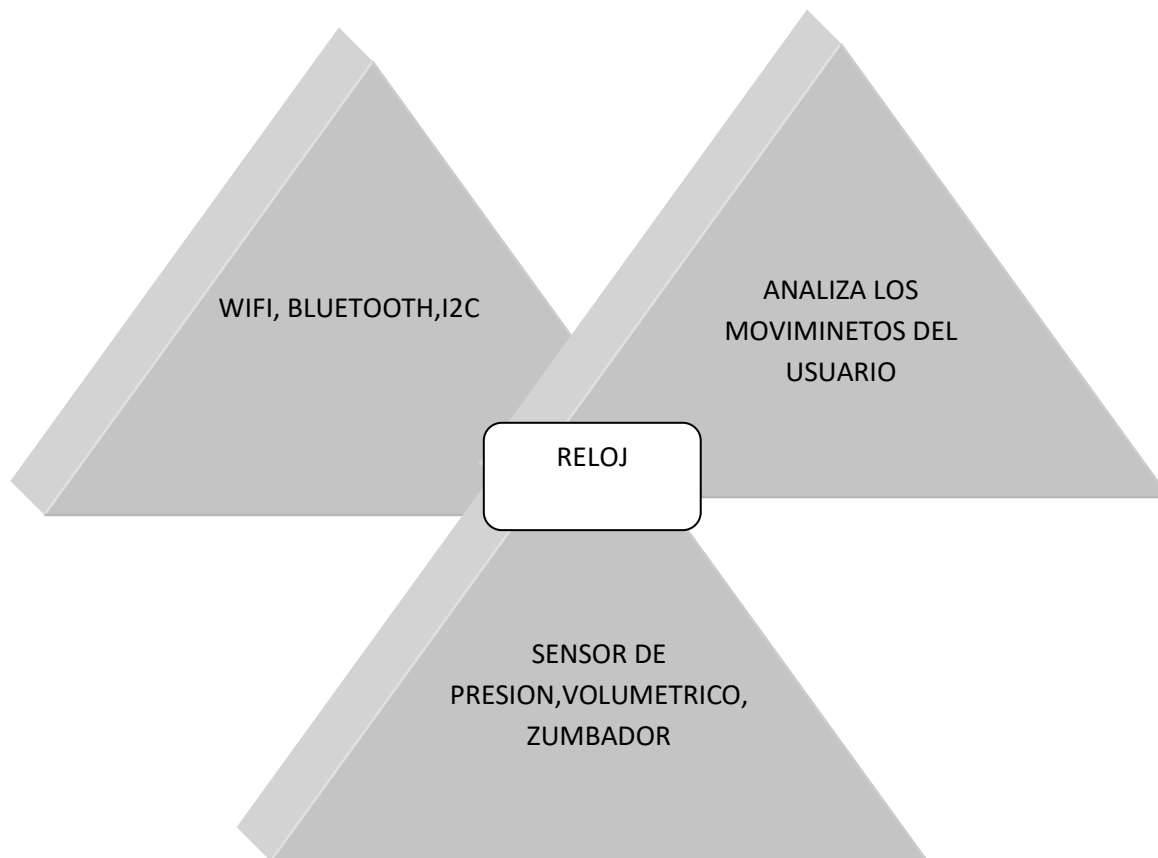 WIFI, BLUETOOTH,I2C
ANALIZA LOS
MOVIMINETOS DEL
USUARIO
RELOJ
SENSOR DE
PRESION,VOLUMETRICO,
ZUMBADOR